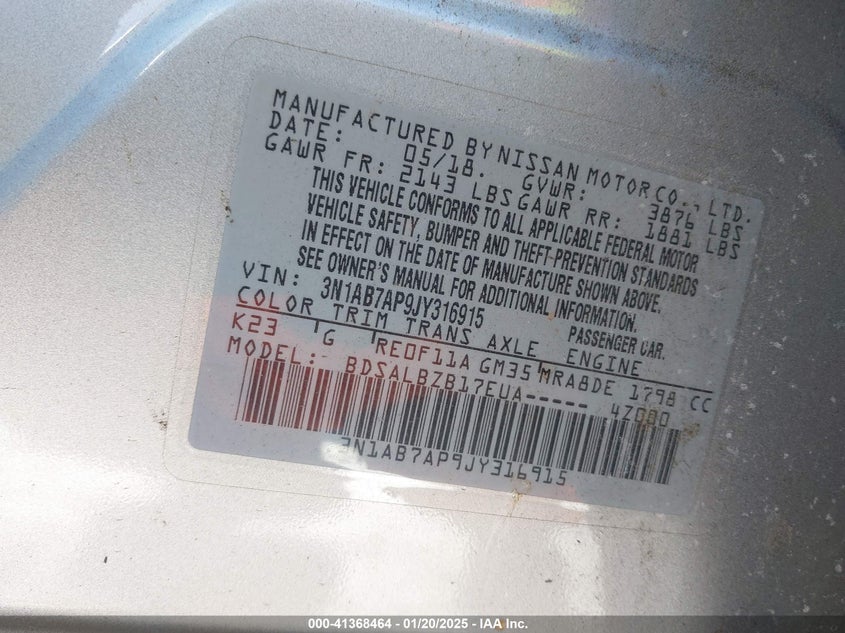 MANUFACTURED BY NISSAN MOTOR CO., LTD.
DATE: 05/18. GVWR: 3876 LBS
GAWR FR: 2143 LBS GAWR RR: 1881 LBS
THIS VEHICLE CONFORMS TO ALL APPLICABLE FEDERAL MOTOR
VEHICLE SAFETY, BUMPER AND THEFT-PREVENTION STANDARDS
IN EFFECT ON THE DATE OF MANUFACTURE SHOWN ABOVE.
SEE OWNER'S MANUAL FOR ADDITIONAL INFORMATION.
VIN: 3N1AB7AP9JY316915 PASSENGER CAR.
COLOR TRIM TRANS AXLE ENGINE
K23 G RE0F11A GM35 MRA8DE 1798 CC
MODEL: BDSALBZB17EUA----- 4Z080
3N1AB7AP9JY316915
000-41368464 - 01/20/2025 - IAA Inc.